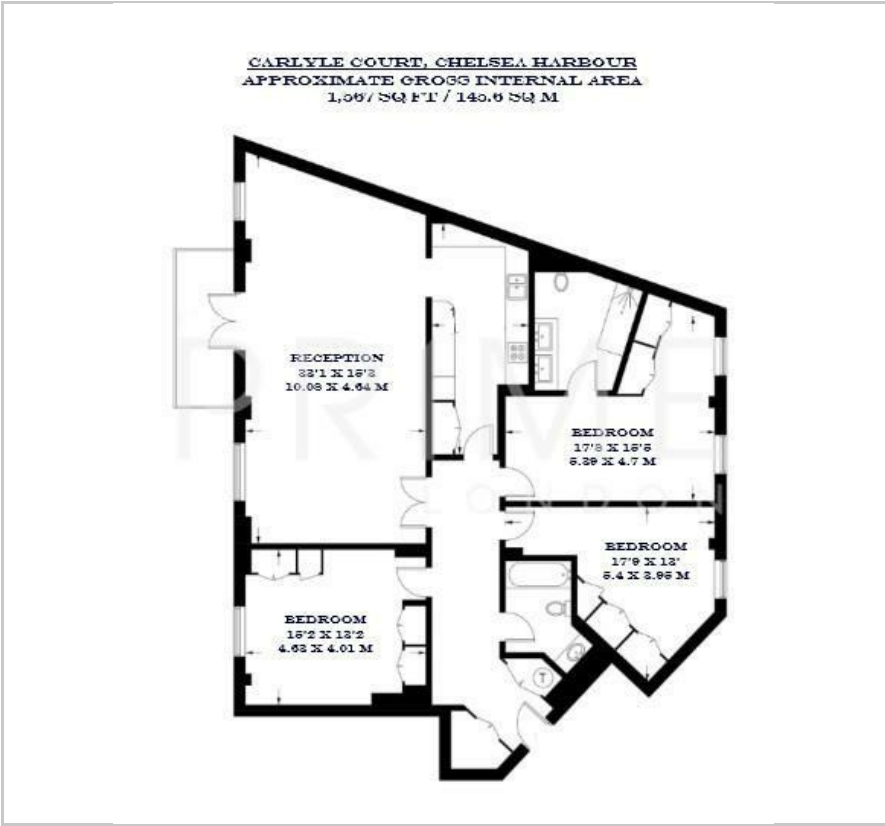 CARLYLE COURT, CHELSEA HARBOUR
APPROXIMATE GROSS INTERNAL AREA
1,567 SQ FT / 145.6 SQ M
RECEPTION
33'1 X 15'3
10.08 X 4.64 M
BEDROOM
17'8 X 15'5
5.39 X 4.7 M
BEDROOM
17'9 X 13'
5.4 X 3.95 M
BEDROOM
15'2 X 13'2
4.63 X 4.01 M
T
PRIME
LONDON